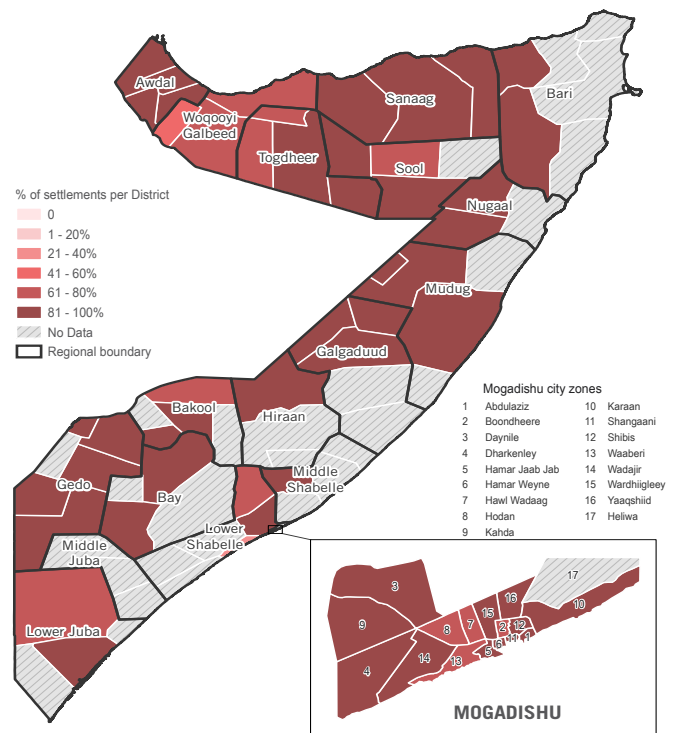 Awdal
Woqooyi
Galbeed
Togdheer
Sanaag
Bari
Sool
Nugaal
Mudug
Galgaduud
Hiraan
Bakool
Middle
Shabelle
Gedo
Bay
Lower
Shabelle
Middle
Juba
Lower Juba
% of settlements per District
0
1 - 20%
21 - 40%
41 - 60%
61 - 80%
81 - 100%
No Data
Regional boundary
Mogadishu city zones
1 Abdulaziz
2 Boondheere
3 Daynile
4 Dharkenley
5 Hamar Jaab Jab
6 Hamar Weyne
7 Hawl Wadaag
8 Hodan
9 Kahda
10 Karaan
11 Shangaani
12 Shibis
13 Waaberi
14 Wadajir
15 Wardhiigleey
16 Yaaqshiid
17 Heliwa
3
17
16
10
9
15
8
7
2
12
6
11
1
5
14
13
4
MOGADISHU